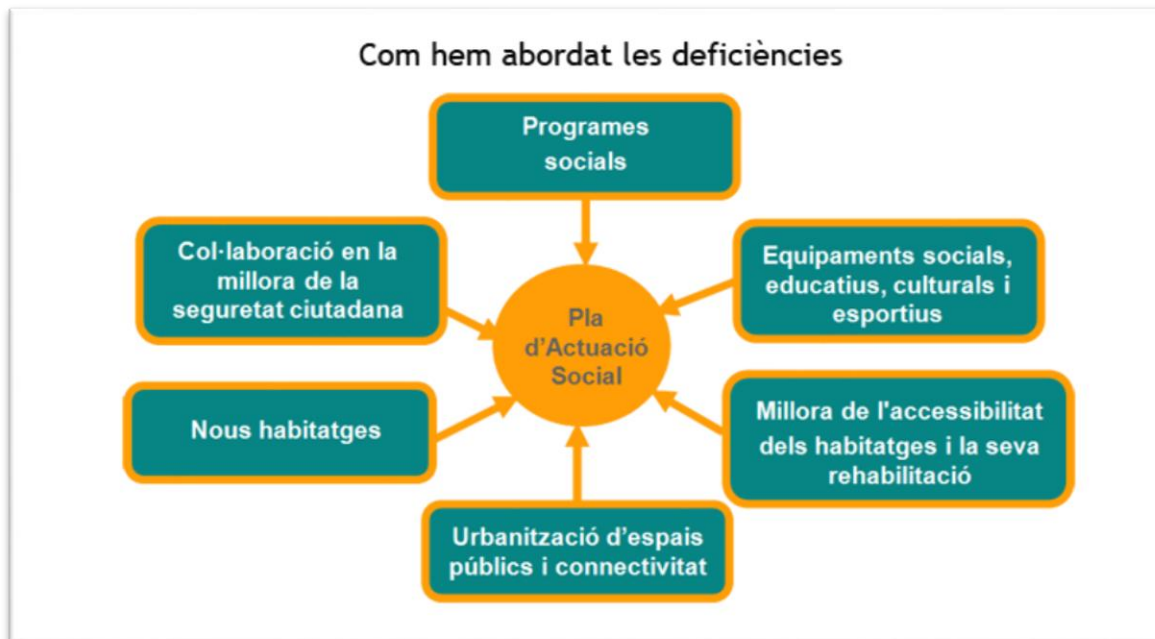 Com hem abordat les deficiències
Programes
socials
Col·laboració en la
millora de la
seguretat ciutadana
Equipaments socials,
educatius, culturals i
esportius
Pla
d'Actuació
Social
Nous habitatges
Millora de l'accessibilitat
dels habitatges i la seva
rehabilitació
Urbanització d'espais
públics i connectivitat